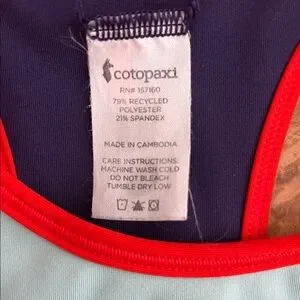 cotopaxi
RN# 157160
79% RECYCLED
POLYESTER
21% SPANDEX
MADE IN CAMBODIA
CARE INSTRUCTIONS:
MACHINE WASH COLD
DO NOT BLEACH
TUMBLE DRY LOW